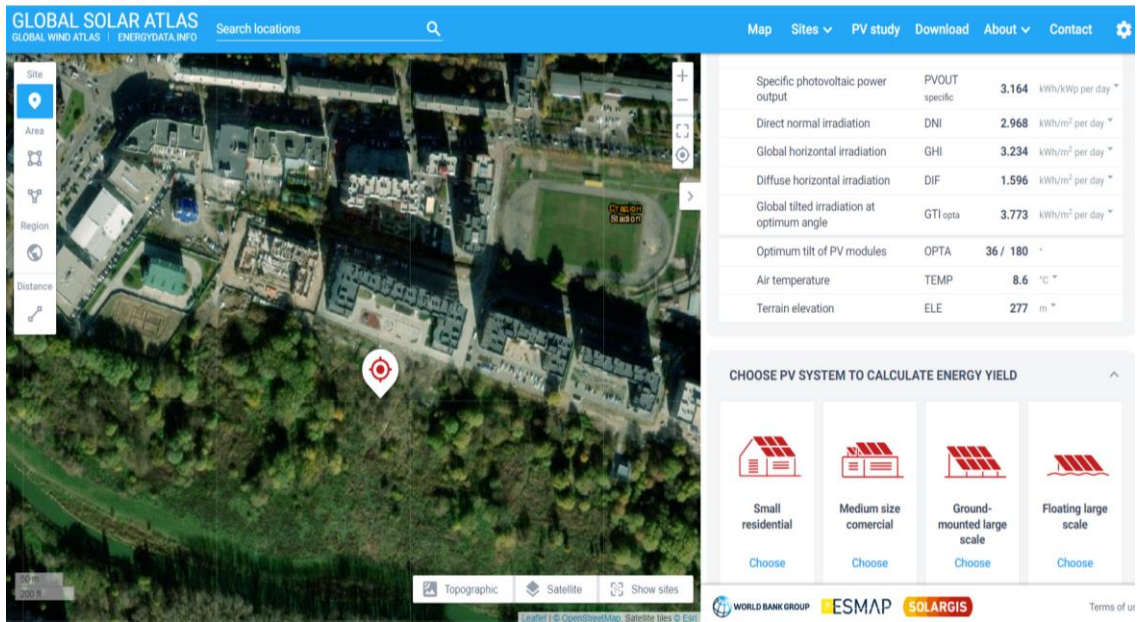 GLOBAL SOLAR ATLAS
GLOBAL WIND ATLAS | ENERGYDATA.INFO
Search locations
Map Sites PV study Download About Contact
Site
Area
Region
Distance
Стадион
Stadion
50 m
200 ft
Topographic
Satellite
Show sites
Leaflet | © OpenStreetMap, Satellite tiles © Esri
Specific photovoltaic power output PVOUT specific 3.164 kWh/kWp per day
Direct normal irradiation DNI 2.968 kWh/m² per day
Global horizontal irradiation GHI 3.234 kWh/m² per day
Diffuse horizontal irradiation DIF 1.596 kWh/m² per day
Global tilted irradiation at optimum angle GTI opta 3.773 kWh/m² per day
Optimum tilt of PV modules OPTA 36 / 180 °
Air temperature TEMP 8.6 °C
Terrain elevation ELE 277 m
CHOOSE PV SYSTEM TO CALCULATE ENERGY YIELD
Small residential
Choose
Medium size comercial
Choose
Ground-mounted large scale
Choose
Floating large scale
Choose
WORLD BANK GROUP ESMAP SOLARGIS Terms of us